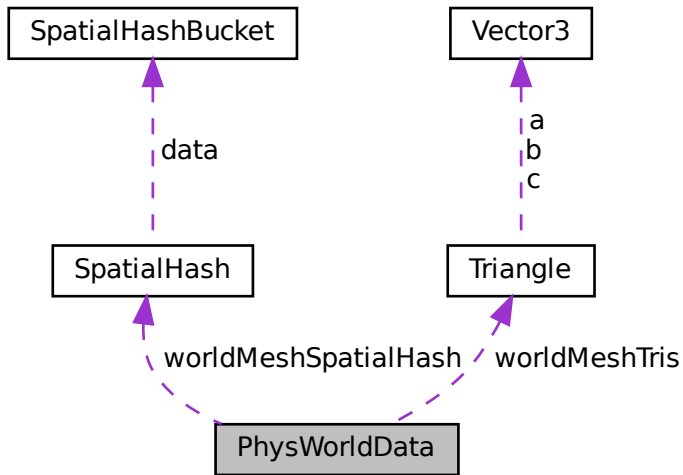 SpatialHashBucket
Vector3
data
a
b
c
SpatialHash
Triangle
worldMeshSpatialHash
worldMeshTris
PhysWorldData